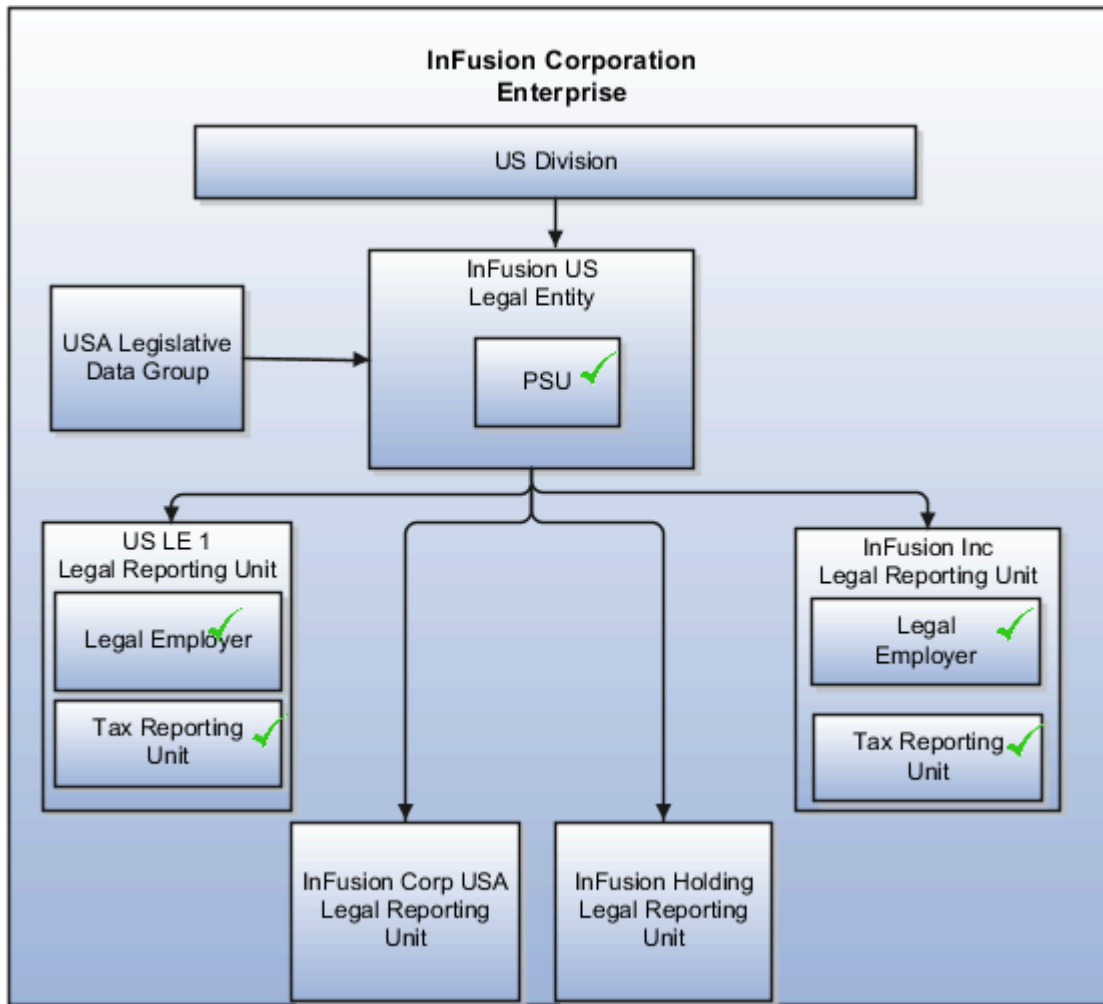 InFusion Corporation
Enterprise
US Division
InFusion US
Legal Entity
USA Legislative
Data Group
PSU
US LE 1
Legal Reporting Unit
Legal Employer
Tax Reporting
Unit
InFusion Inc
Legal Reporting Unit
Legal
Employer
Tax Reporting
Unit
InFusion Corp USA
Legal Reporting
Unit
InFusion Holding
Legal Reporting
Unit